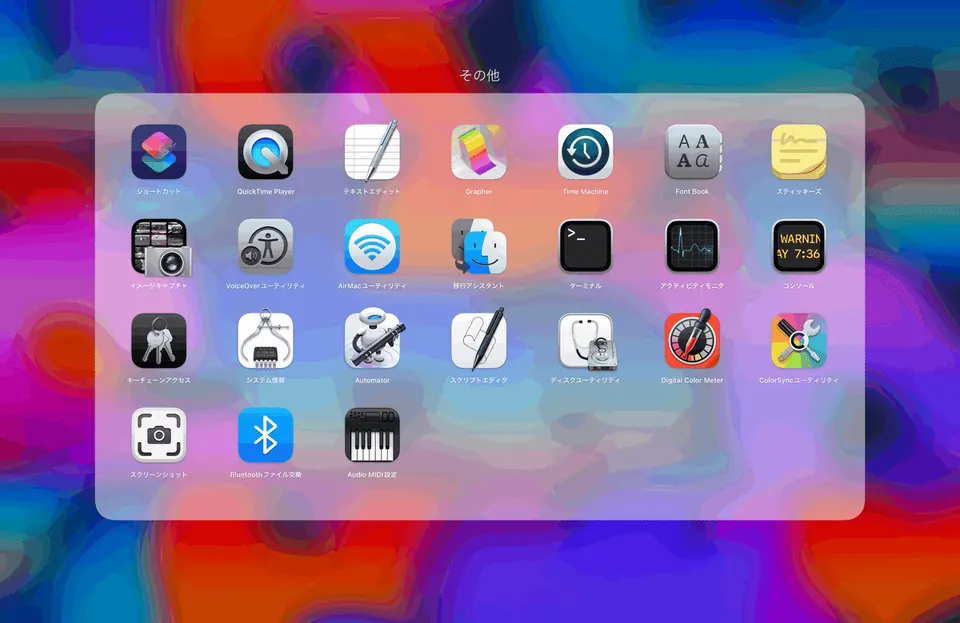 その他
ショートカット
QuickTime Player
テキストエディット
Grapher
Time Machine
Font Book
スティッキーズ
イメージキャプチャ
VoiceOverユーティリティ
AirMacユーティリティ
移行アシスタント
>_
ターミナル
アクティビティモニタ
WARNIN
AY 7:36
コンソール
キーチェーンアクセス
システム情報
Automator
スクリプトエディタ
ディスクユーティリティ
Digital Color Meter
ColorSyncユーティリティ
スクリーンショット
Bluetoothファイル交換
Audio MIDI設定